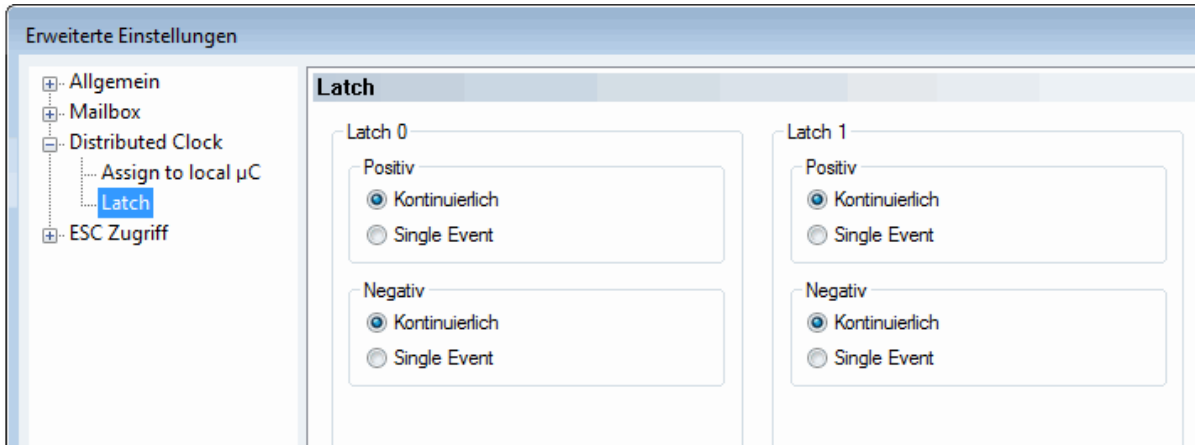 Erweiterte Einstellungen
Allgemein
Mailbox
Distributed Clock
Assign to local µC
Latch
ESC Zugriff
Latch
Latch 0
Positiv
Kontinuierlich
Single Event
Negativ
Kontinuierlich
Single Event
Latch 1
Positiv
Kontinuierlich
Single Event
Negativ
Kontinuierlich
Single Event